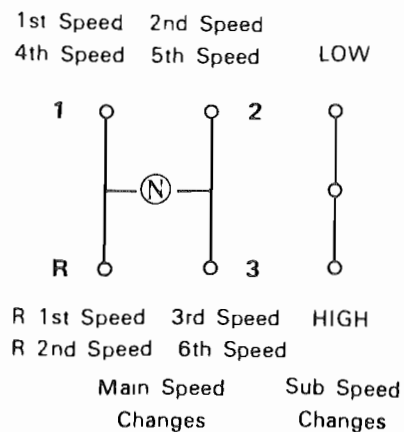 1st Speed 2nd Speed
4th Speed 5th Speed LOW
1 2
N
R 3
R 1st Speed 3rd Speed HIGH
R 2nd Speed 6th Speed
Main Speed Sub Speed
Changes Changes